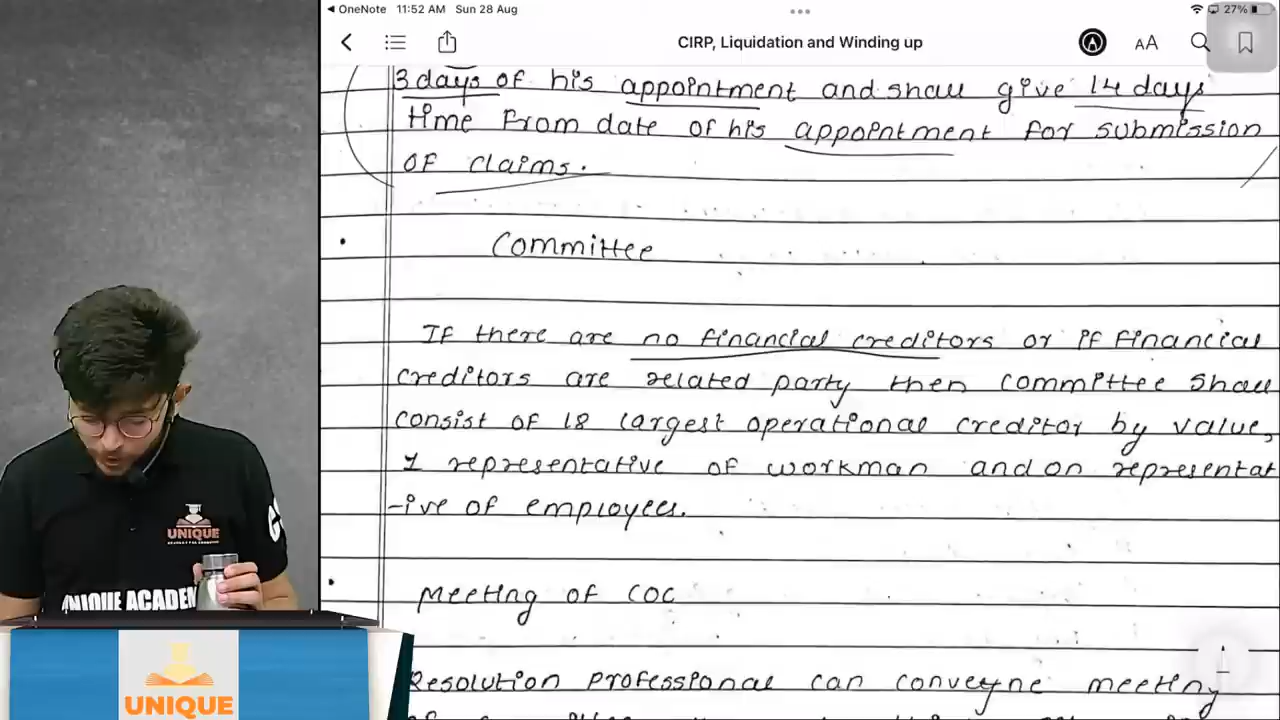 OneNote 11:52 AM Sun 28 Aug
27%
CIRP, Liquidation and Winding up
AA
3 days of his appointment and shall give 14 days
time from date of his appointment for submission
of claims.
Committee
If there are no financial creditors or if financial
creditors are related party then committee shall
consist of 18 largest operational creditor by value,
1 representative of workman and on representat
-ive of employees.
Meeting of COC
Resolution professional can conveyne meeting
UNIQUE
UNIQUE ACADEM
UNIQUE